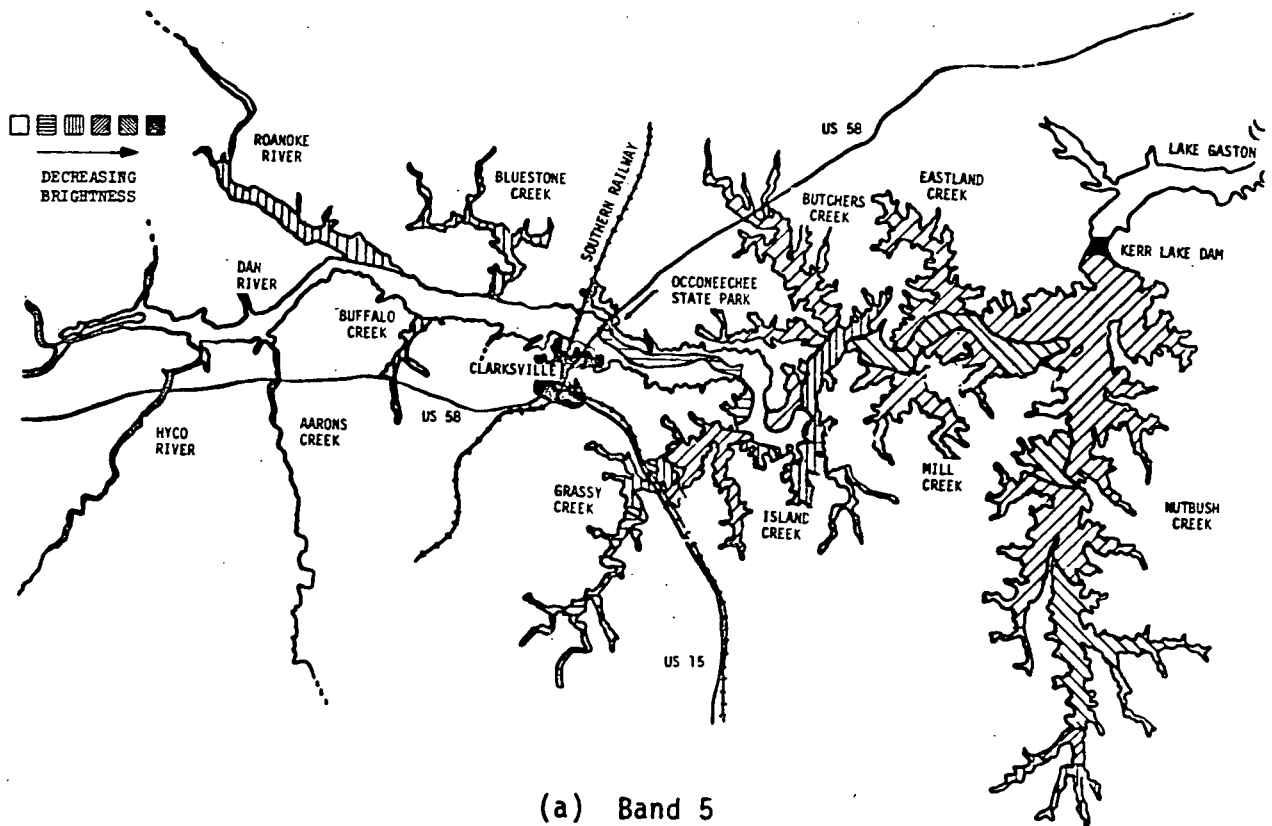 US 58
LAKE GASTON
ROANOKE
RIVER
DECREASING
BRIGHTNESS
BLUESTONE
CREEK
SOUTHERN RAILWAY
BUTCHERS
CREEK
EASTLAND
CREEK
KERR LAKE DAM
DAN
RIVER
OCCONEECHEE
STATE PARK
BUFFALO
CREEK
CLARKSVILLE
US 58
HYCO
RIVER
AARONS
CREEK
GRASSY
CREEK
ISLAND
CREEK
MILL
CREEK
NUTBUSH
CREEK
US 15
(a) Band 5